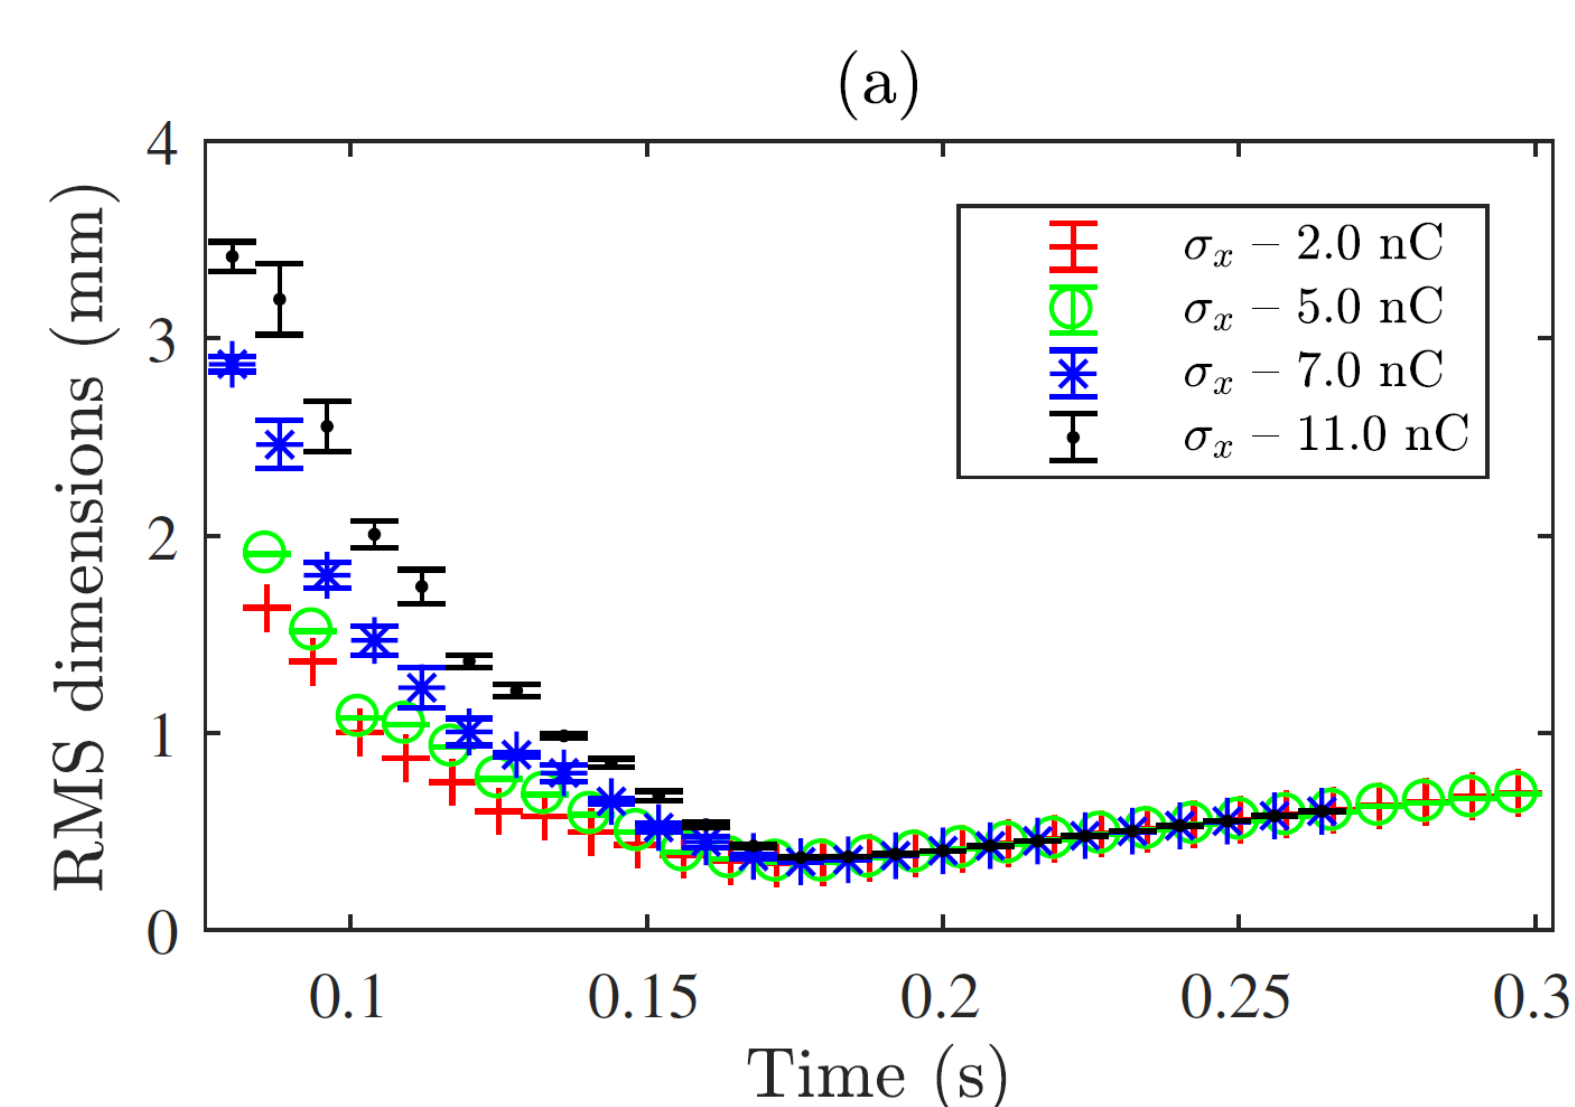 (a)
RMS dimensions (mm)
4
3
2
1
0
σx – 2.0 nC
σx – 5.0 nC
σx – 7.0 nC
σx – 11.0 nC
0.1 0.15 0.2 0.25 0.3
Time (s)